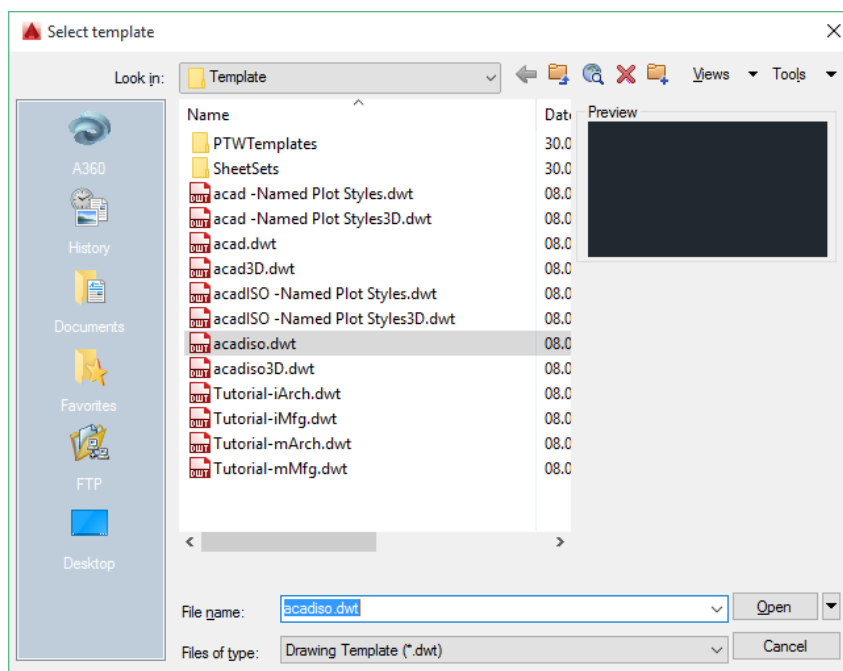 Select template
Look in: Template Views Tools
A360
History
Documents
Favorites
FTP
Desktop
Name Date
PTWTemplates 30.0
SheetSets 30.0
acad -Named Plot Styles.dwt 08.0
acad -Named Plot Styles3D.dwt 08.0
acad.dwt 08.0
acad3D.dwt 08.0
acadISO -Named Plot Styles.dwt 08.0
acadISO -Named Plot Styles3D.dwt 08.0
acadiso.dwt 08.0
acadiso3D.dwt 08.0
Tutorial-iArch.dwt 08.0
Tutorial-iMfg.dwt 08.0
Tutorial-mArch.dwt 08.0
Tutorial-mMfg.dwt 08.0
Preview
File name: acadiso.dwt Open
Files of type: Drawing Template (*.dwt) Cancel